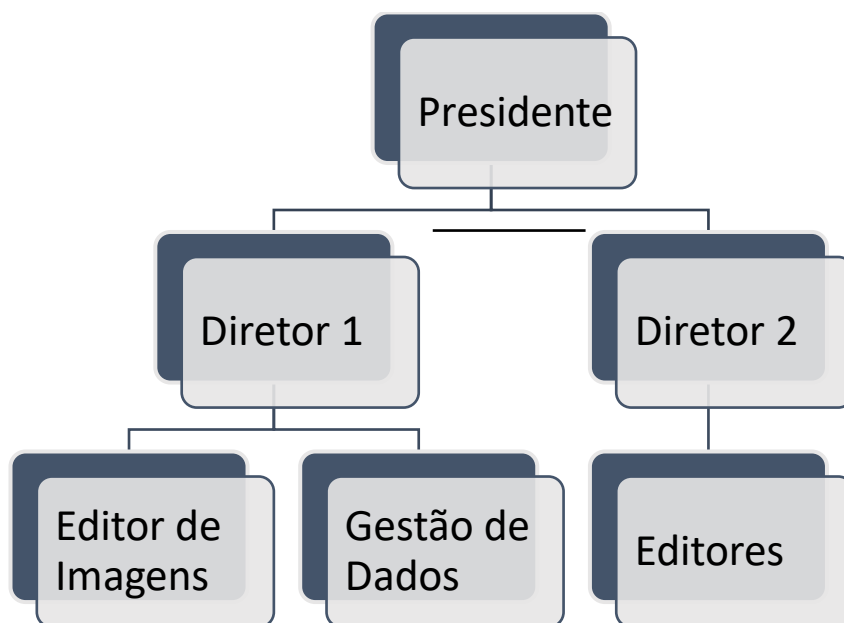 Presidente
Diretor 1
Diretor 2
Editor de
Imagens
Gestão de
Dados
Editores